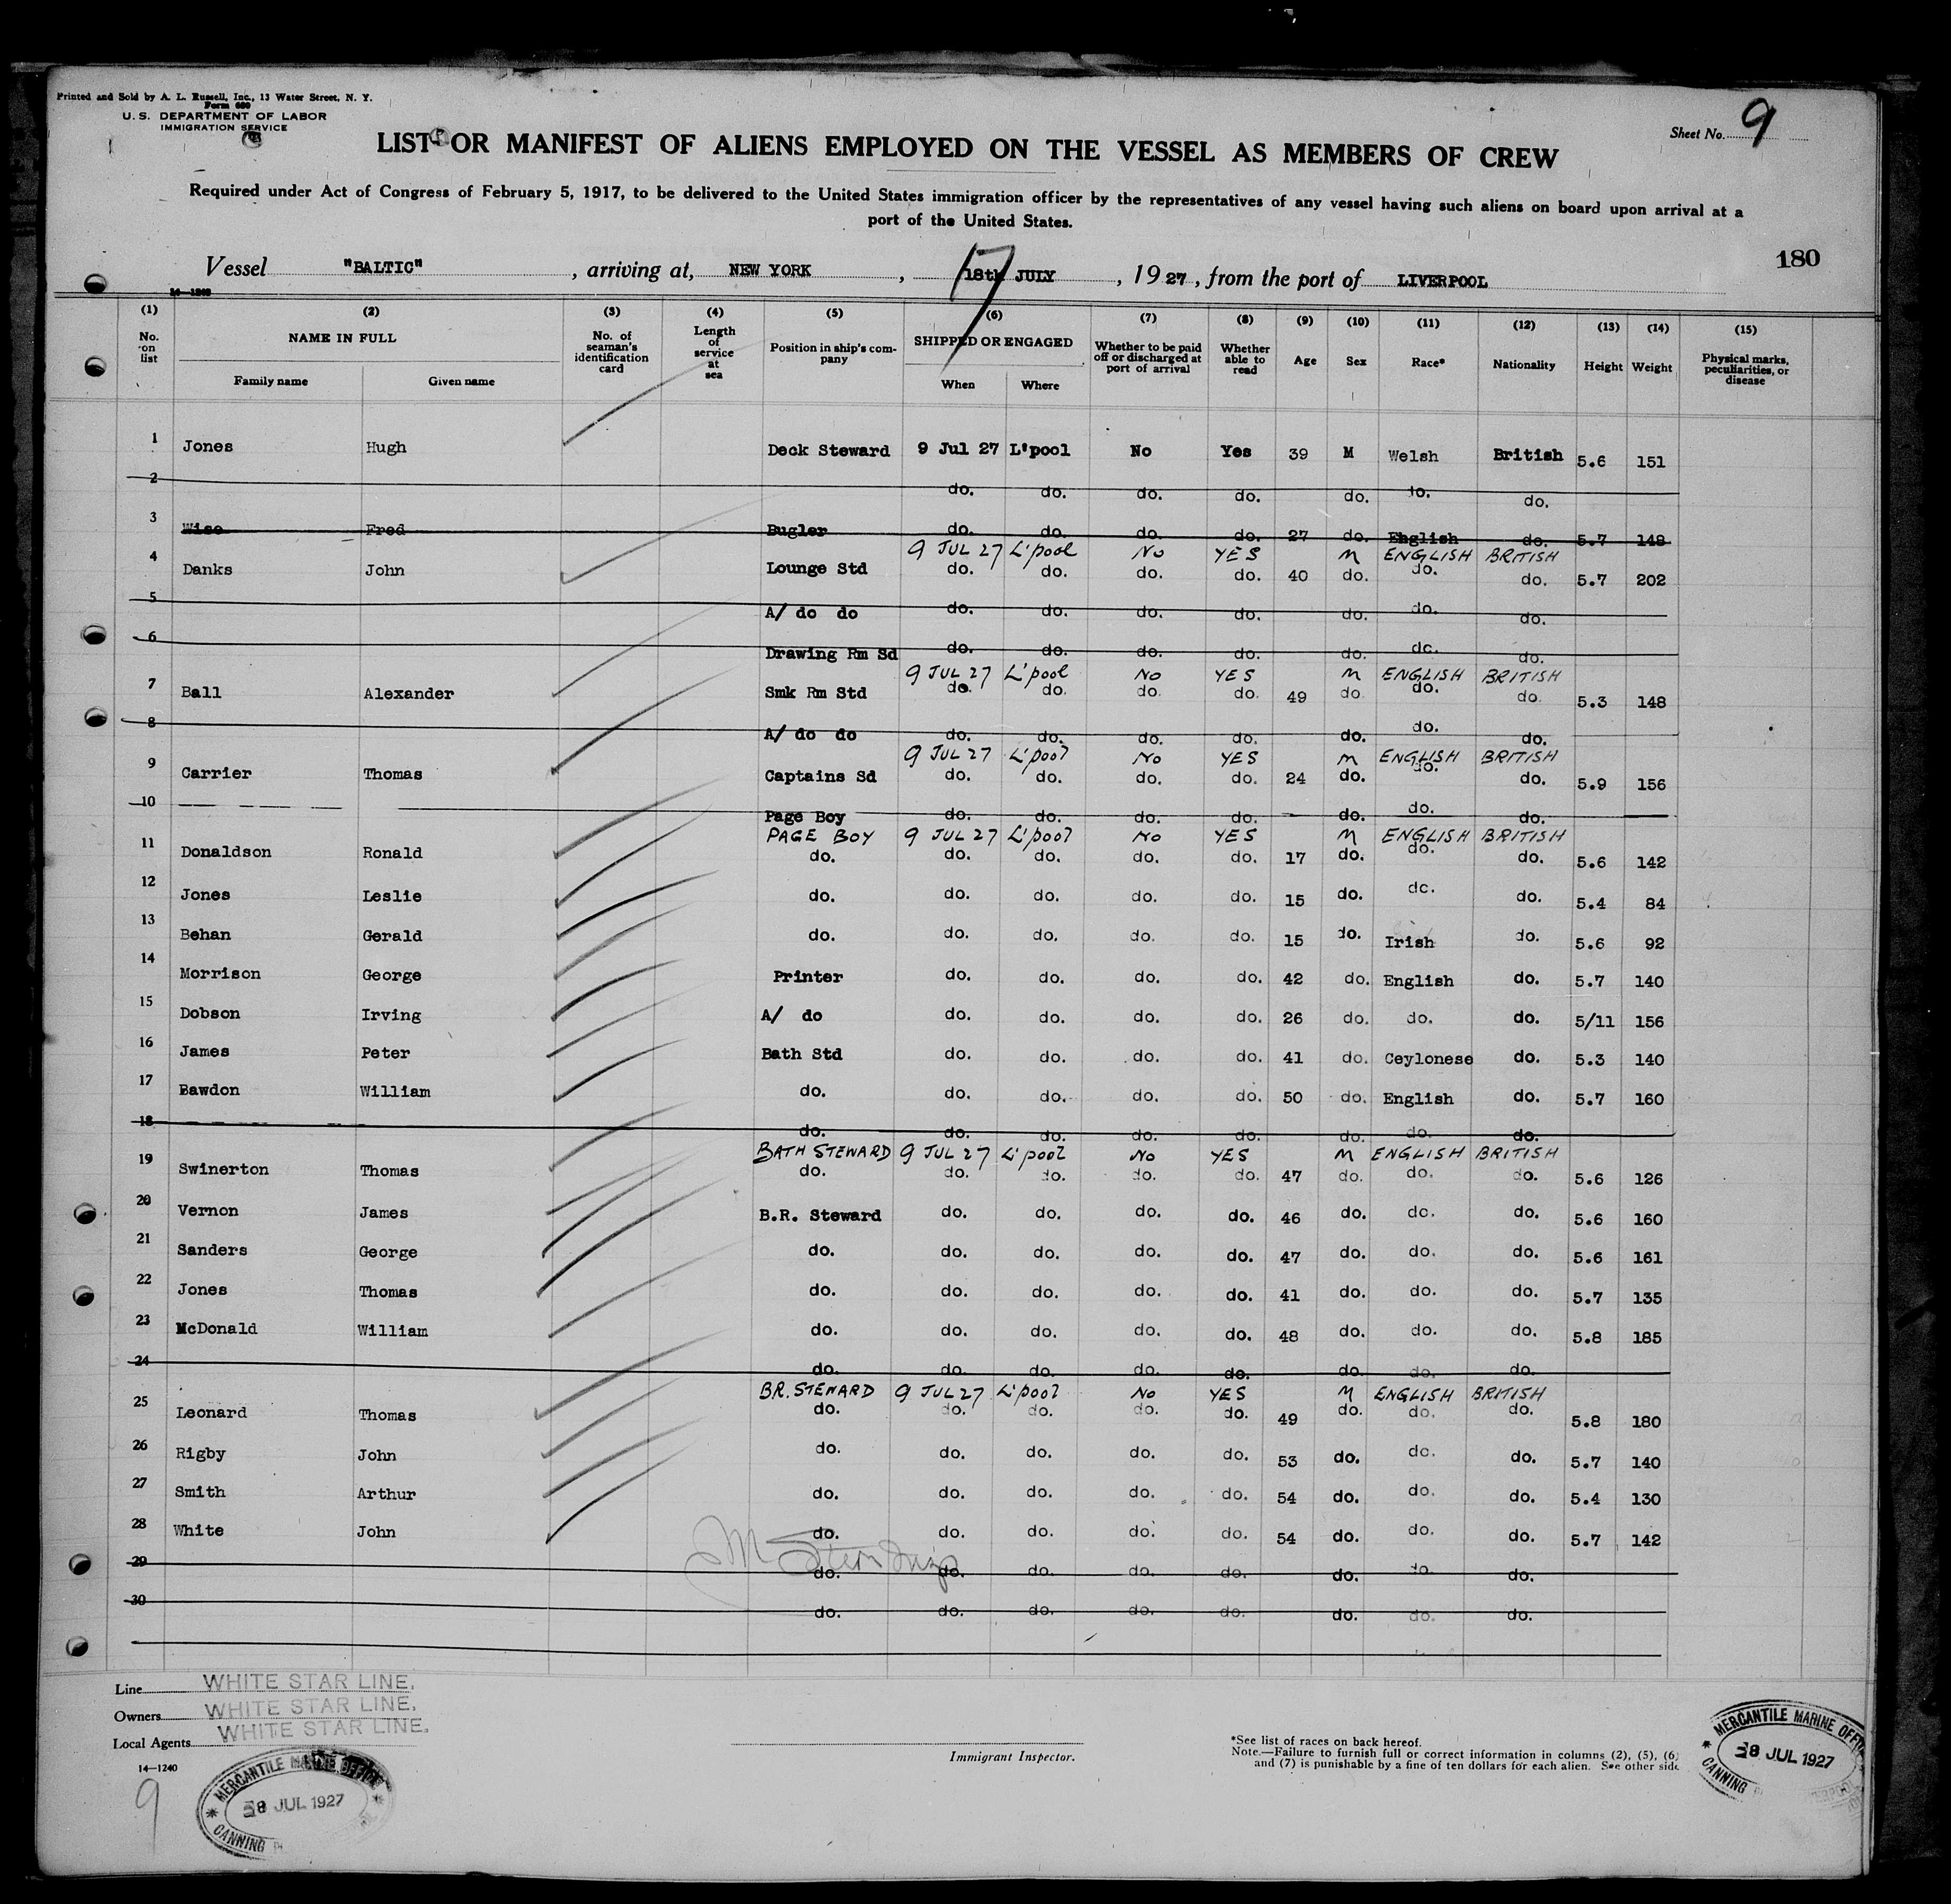 Printed and Sold by A. L. Russell, Inc., 13 Water Street, N. Y.
Form 680
U. S. DEPARTMENT OF LABOR
IMMIGRATION SERVICE
Sheet No. 9
LIST OR MANIFEST OF ALIENS EMPLOYED ON THE VESSEL AS MEMBERS OF CREW
Required under Act of Congress of February 5, 1917, to be delivered to the United States immigration officer by the representatives of any vessel having such aliens on board upon arrival at a
port of the United States.
180
Vessel "BALTIC" , arriving at, NEW YORK , 18th 17 JULY , 1927 , from the port of LIVERPOOL
14—1240
(1) (2) (3) (4) (5) (6) (7) (8) (9) (10) (11) (12) (13) (14) (15)
No. on list NAME IN FULL Family name Given name No. of seaman's identification card Length of service at sea Position in ship's company SHIPPED OR ENGAGED When Where Whether to be paid off or discharged at port of arrival Whether able to read Age Sex Race* Nationality Height Weight Physical marks, peculiarities, or disease
1 Jones Hugh Deck Steward 9 Jul 27 L'pool No Yes 39 M Welsh British 5.6 151
2 do. do. do. do. do. do. do.
3 Wise Fred Bugler do. do. do. do. 27 do. English do. 5.7 148
9 JUL 27 L'pool No YES M ENGLISH BRITISH
4 Danks John Lounge Std do. do. do. do. 40 do. do. do. 5.7 202
5 A/ do do do. do. do. do. do. do. do.
6 Drawing Rm Sd do. do. do. do. do. do. do.
9 JUL 27 L'pool No YES M ENGLISH BRITISH
7 Ball Alexander Smk Rm Std do. do. do. do. 49 do do. do. 5.3 148
8 A/ do do do. do. do. do. do. do. do.
9 JUL 27 L'pool No YES M ENGLISH BRITISH
9 Carrier Thomas Captains Sd do. do. do. do. 24 do. do. do. 5.9 156
10 Page Boy do. do. do. do. do. do. do.
PAGE BOY 9 JUL 27 L'pool No YES M ENGLISH BRITISH
11 Donaldson Ronald do. do. do. do. do. 17 do. do. do. 5.6 142
12 Jones Leslie do. do. do. do. do. 15 do. do. do. 5.4 84
13 Behan Gerald do. do. do. do. do. 15 do. Irish do. 5.6 92
14 Morrison George Printer do. do. do. do. 42 do. English do. 5.7 140
15 Dobson Irving A/ do do. do. do. do. 26 do. do. do. 5/11 156
16 James Peter Bath Std do. do. do. do. 41 do. Ceylonese do. 5.3 140
17 Bawdon William do. do. do. do. do. 50 do. English do. 5.7 160
18 do. do. do. do. do. do. do. do.
BATH STEWARD 9 JUL 27 L'pool No YES M ENGLISH BRITISH
19 Swinerton Thomas do. do. do. do. do. 47 do. do. do. 5.6 126
20 Vernon James B.R. Steward do. do. do. do. 46 do. do. do. 5.6 160
21 Sanders George do. do. do. do. do. 47 do. do. do. 5.6 161
22 Jones Thomas do. do. do. do. do. 41 do. do. do. 5.7 135
23 McDonald William do. do. do. do. do. 48 do. do. do. 5.8 185
24 do. do. do. do. do. do. do. do.
BR. STEWARD 9 JUL 27 L'pool No YES M ENGLISH BRITISH
25 Leonard Thomas do. do. do. do. do. 49 do. do. do. 5.8 180
26 Rigby John do. do. do. do. do. 53 do. do. do. 5.7 140
27 Smith Arthur do. do. do. do. do. 54 do. do. do. 5.4 130
28 White John do. do. do. do. do. 54 do. do. do. 5.7 142
29 do. do. do. do. do. do. do. do.
30 do. do. do. do. do. do. do. do.
Line WHITE STAR LINE.
Owners WHITE STAR LINE.
Local Agents WHITE STAR LINE.
14—1240
Immigrant Inspector.
*See list of races on back hereof.
Note.—Failure to furnish full or correct information in columns (2), (5), (6)
and (7) is punishable by a fine of ten dollars for each alien. See other side
9
MERCANTILE MARINE OFFICE
8 JUL 1927
CANNING
MERCANTILE MARINE OFFI
8 JUL 1927
CANNING